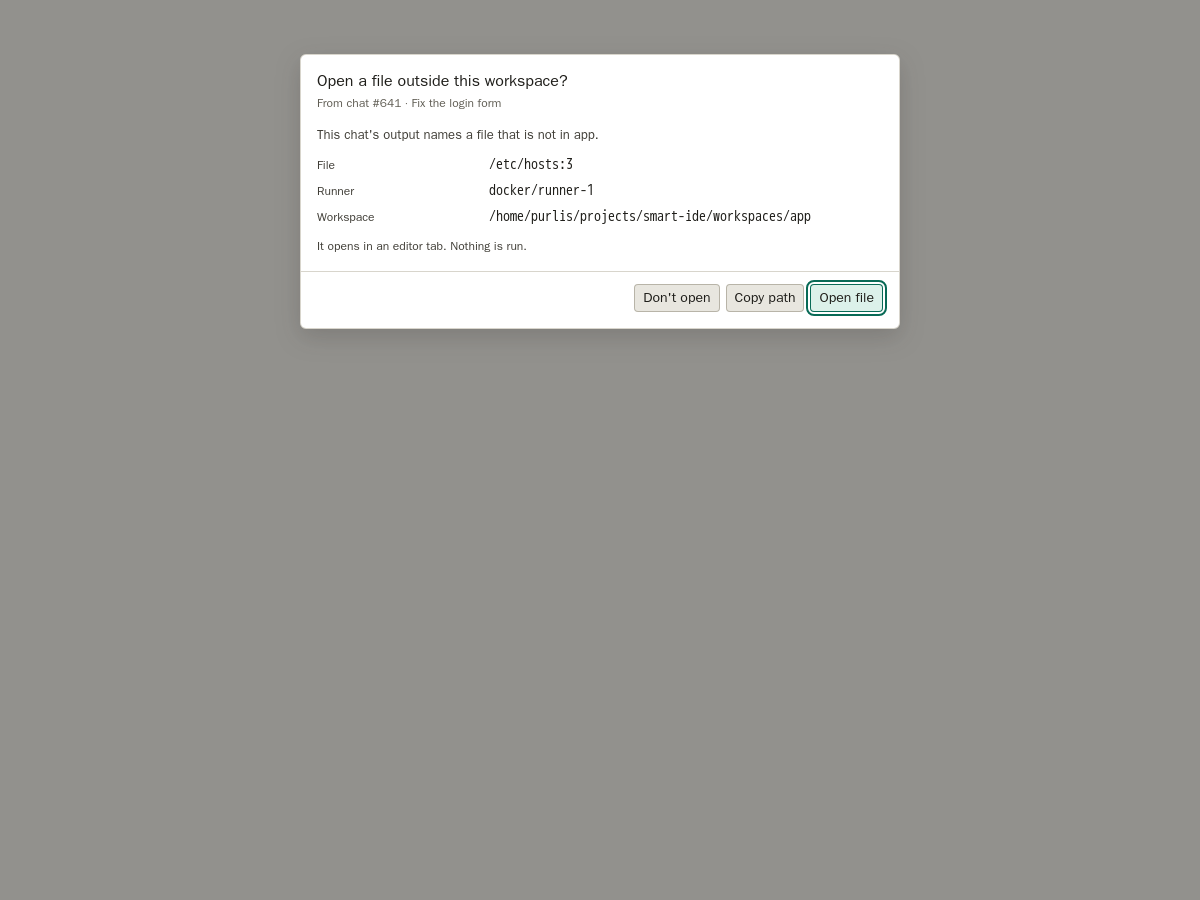 Open a file outside this workspace?
From chat #641 · Fix the login form
This chat's output names a file that is not in app.
File /etc/hosts:3
Runner docker/runner-1
Workspace /home/purlis/projects/smart-ide/workspaces/app
It opens in an editor tab. Nothing is run.
Don't open Copy path Open file